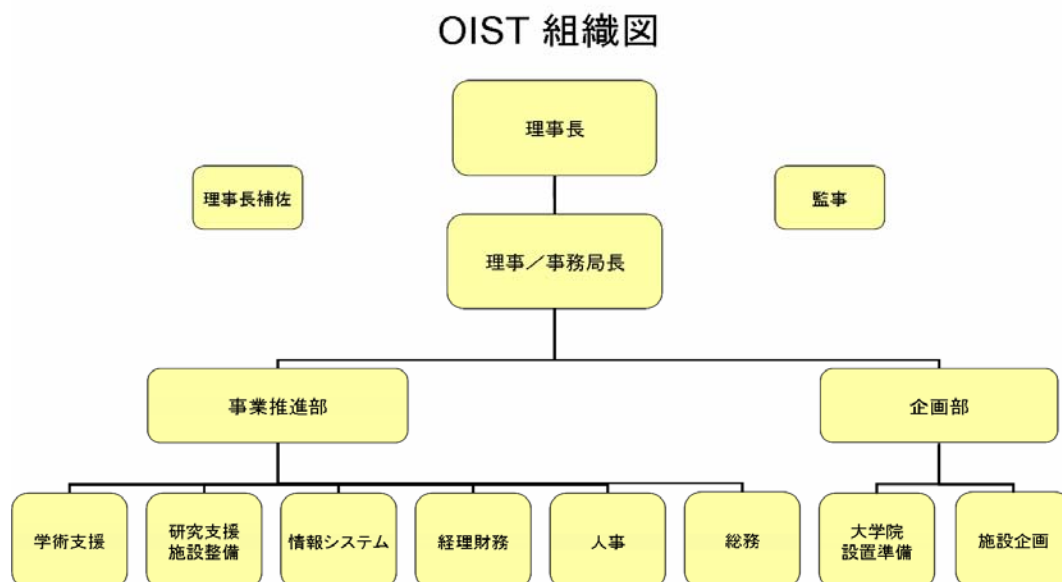 OIST 組織図
理事長
理事長補佐
監事
理事／事務局長
事業推進部
企画部
学術支援
研究支援
施設整備
情報システム
経理財務
人事
総務
大学院
設置準備
施設企画